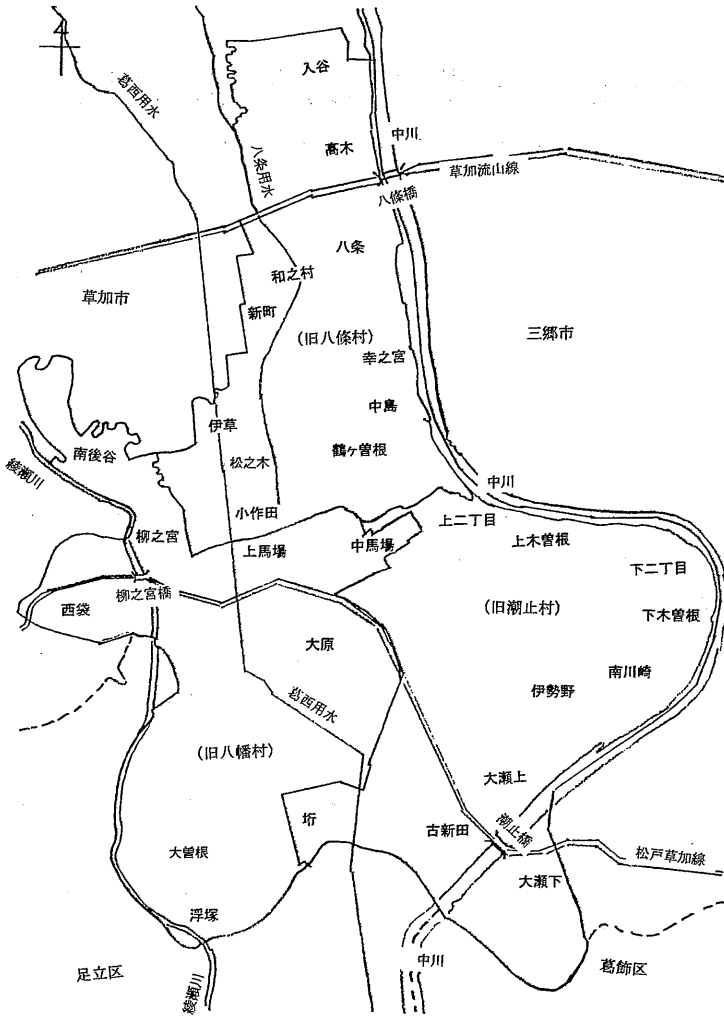 入谷
葛西用水
中川
八条用水
髙木
草加流山線
八條橋
八条
和之村
草加市
新町
(旧八條村)
三郷市
幸之宮
中島
伊草
鶴ヶ曽根
南後谷
松之木
綾瀬川
中川
小作田
上二丁目
柳之宮
上馬場
中馬場
上木曽根
下二丁目
柳之宮橋
西袋
(旧潮止村)
下木曽根
大原
南川崎
伊勢野
葛西用水
(旧八幡村)
大瀬上
垳
古新田
潮止橋
大曽根
松戸草加線
大瀬下
浮塚
足立区
綾瀬川
中川
葛飾区